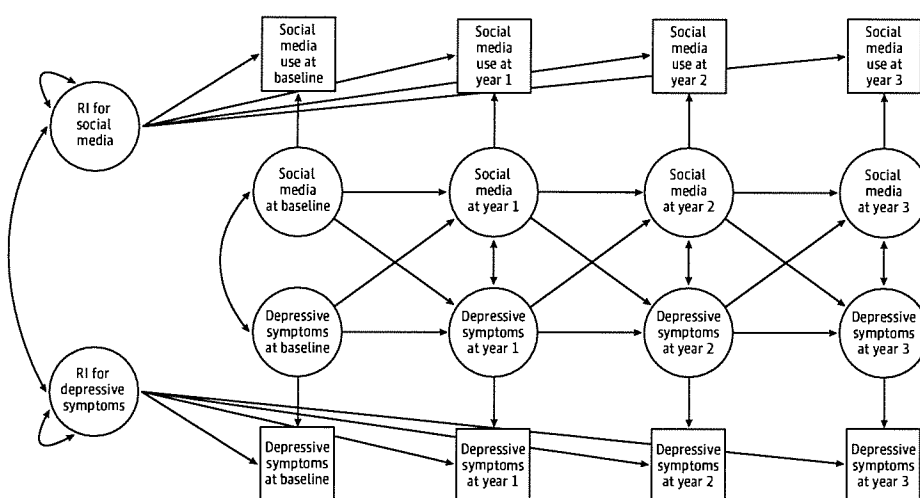 Social
media
use at
baseline
Social
media
use at
year 1
Social
media
use at
year 2
Social
media
use at
year 3
RI for
social
media
Social
media
at baseline
Social
media
at year 1
Social
media
at year 2
Social
media
at year 3
Depressive
symptoms
at baseline
Depressive
symptoms
at year 1
Depressive
symptoms
at year 2
Depressive
symptoms
at year 3
RI for
depressive
symptoms
Depressive
symptoms
at baseline
Depressive
symptoms
at year 1
Depressive
symptoms
at year 2
Depressive
symptoms
at year 3